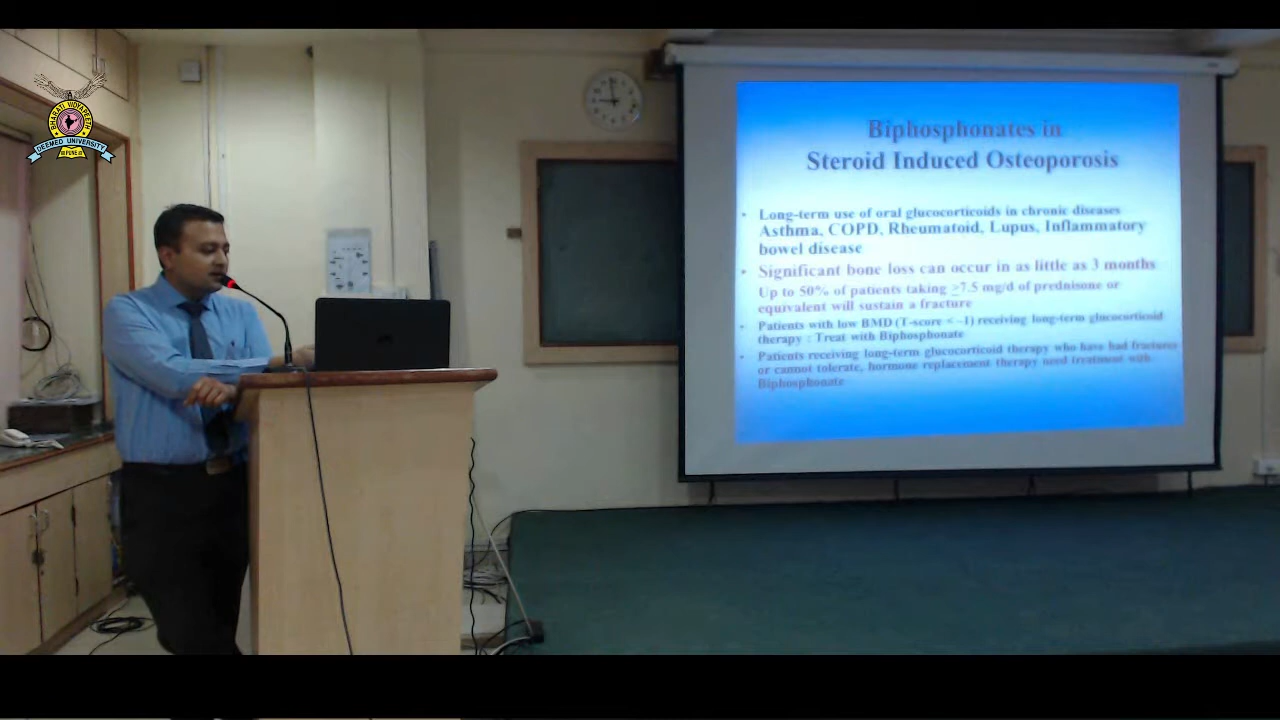 BHARATI VIDYAPEETH
DEEMED UNIVERSITY
Biphosphonates in
Steroid Induced Osteoporosis
• Long-term use of oral glucocorticoids in chronic diseases
Asthma, COPD, Rheumatoid, Lupus, Inflammatory
bowel disease
• Significant bone loss can occur in as little as 3 months
Up to 50% of patients taking >7.5 mg/d of prednisone or
equivalent will sustain a fracture
• Patients with low BMD (T-score < –1) receiving long-term glucocorticoid
therapy : Treat with Biphosphonate
• Patients receiving long-term glucocorticoid therapy who have had fractures
or cannot tolerate, hormone replacement therapy need treatment with
Biphosphonate